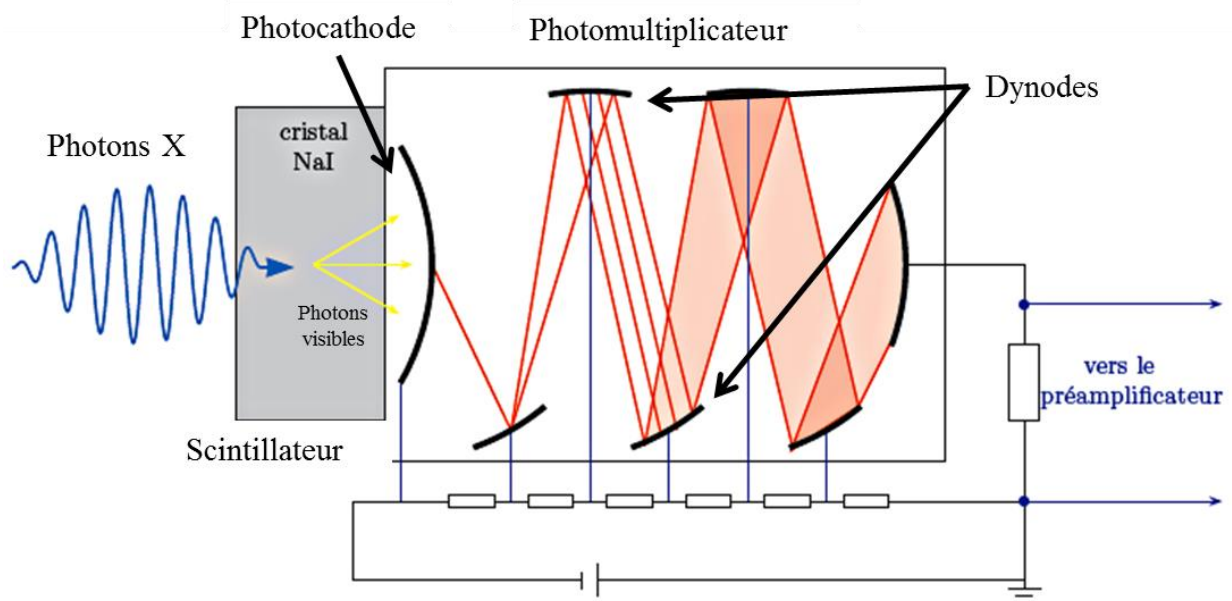 Photocathode
Photomultiplicateur
Dynodes
Photons X
cristal
NaI
Photons
visibles
Scintillateur
vers le
préamplificateur